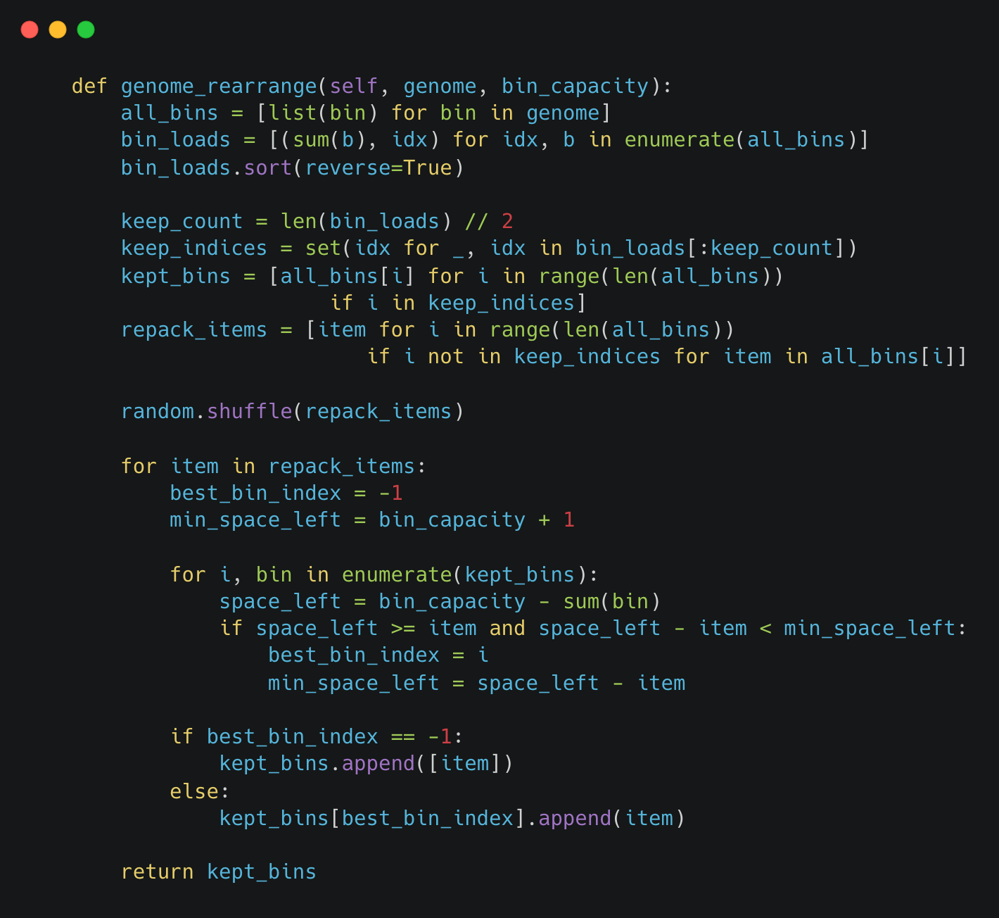 def genome_rearrange(self, genome, bin_capacity):
    all_bins = [list(bin) for bin in genome]
    bin_loads = [(sum(b), idx) for idx, b in enumerate(all_bins)]
    bin_loads.sort(reverse=True)

    keep_count = len(bin_loads) // 2
    keep_indices = set(idx for _, idx in bin_loads[:keep_count])
    kept_bins = [all_bins[i] for i in range(len(all_bins))
                     if i in keep_indices]
    repack_items = [item for i in range(len(all_bins))
                        if i not in keep_indices for item in all_bins[i]]

    random.shuffle(repack_items)

    for item in repack_items:
        best_bin_index = -1
        min_space_left = bin_capacity + 1

        for i, bin in enumerate(kept_bins):
            space_left = bin_capacity - sum(bin)
            if space_left >= item and space_left - item < min_space_left:
                best_bin_index = i
                min_space_left = space_left - item

        if best_bin_index == -1:
            kept_bins.append([item])
        else:
            kept_bins[best_bin_index].append(item)

    return kept_bins